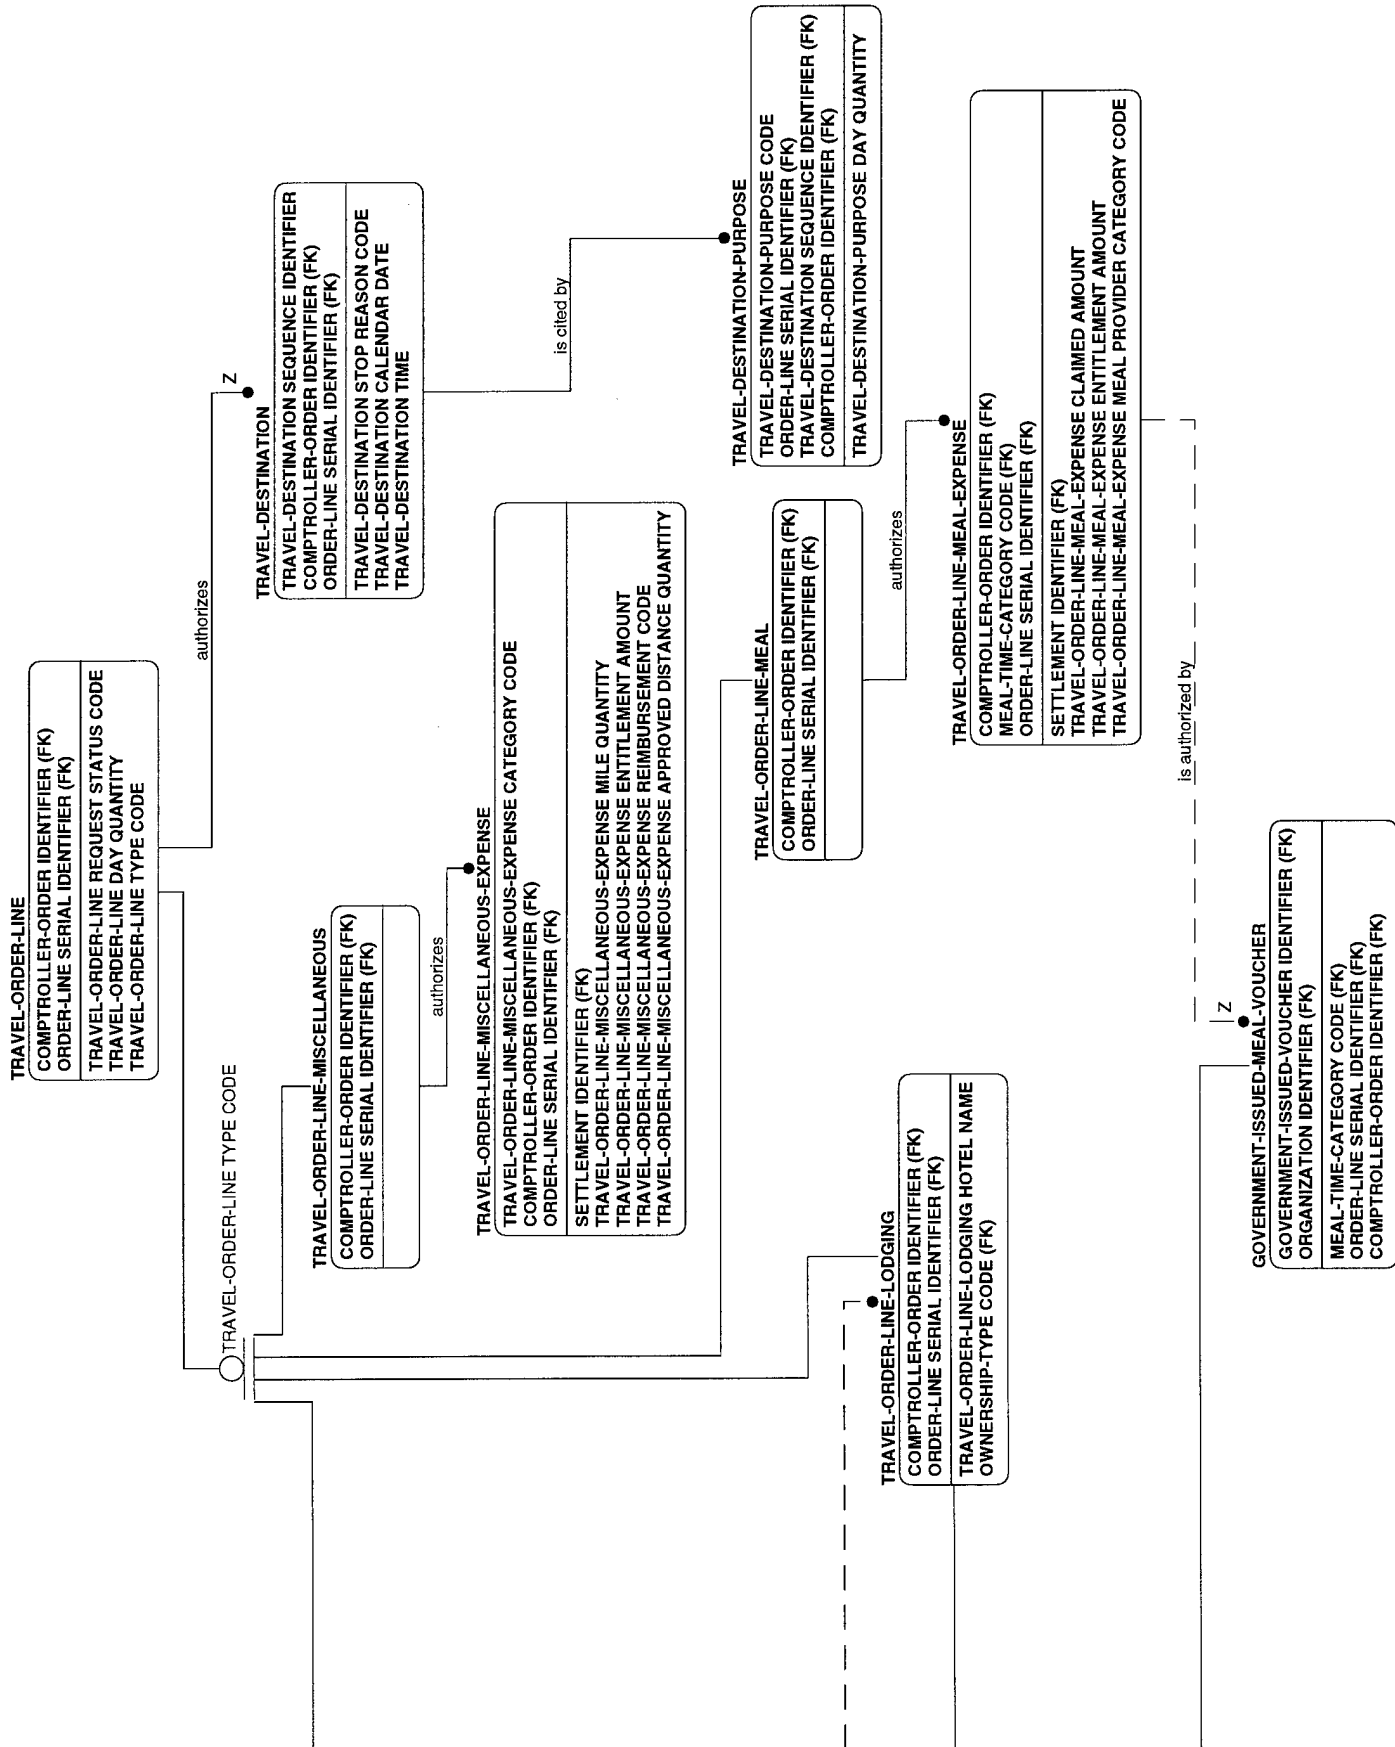 TRAVEL-ORDER-LINE
COMPTROLLER-ORDER IDENTIFIER (FK)
ORDER-LINE SERIAL IDENTIFIER (FK)
TRAVEL-ORDER-LINE REQUEST STATUS CODE
TRAVEL-ORDER-LINE DAY QUANTITY
TRAVEL-ORDER-LINE TYPE CODE
authorizes
Z
TRAVEL-DESTINATION
TRAVEL-DESTINATION SEQUENCE IDENTIFIER
COMPTROLLER-ORDER IDENTIFIER (FK)
ORDER-LINE SERIAL IDENTIFIER (FK)
TRAVEL-DESTINATION STOP REASON CODE
TRAVEL-DESTINATION CALENDAR DATE
TRAVEL-DESTINATION TIME
TRAVEL-ORDER-LINE TYPE CODE
TRAVEL-ORDER-LINE-MISCELLANEOUS
COMPTROLLER-ORDER IDENTIFIER (FK)
ORDER-LINE SERIAL IDENTIFIER (FK)
authorizes
is cited by
TRAVEL-ORDER-LINE-MISCELLANEOUS-EXPENSE
TRAVEL-ORDER-LINE-MISCELLANEOUS-EXPENSE CATEGORY CODE
COMPTROLLER-ORDER IDENTIFIER (FK)
ORDER-LINE SERIAL IDENTIFIER (FK)
SETTLEMENT IDENTIFIER (FK)
TRAVEL-ORDER-LINE-MISCELLANEOUS-EXPENSE MILE QUANTITY
TRAVEL-ORDER-LINE-MISCELLANEOUS-EXPENSE ENTITLEMENT AMOUNT
TRAVEL-ORDER-LINE-MISCELLANEOUS-EXPENSE REIMBURSEMENT CODE
TRAVEL-ORDER-LINE-MISCELLANEOUS-EXPENSE APPROVED DISTANCE QUANTITY
TRAVEL-DESTINATION-PURPOSE
TRAVEL-DESTINATION-PURPOSE CODE
ORDER-LINE SERIAL IDENTIFIER (FK)
TRAVEL-DESTINATION SEQUENCE IDENTIFIER (FK)
COMPTROLLER-ORDER IDENTIFIER (FK)
TRAVEL-DESTINATION-PURPOSE DAY QUANTITY
TRAVEL-ORDER-LINE-MEAL
COMPTROLLER-ORDER IDENTIFIER (FK)
ORDER-LINE SERIAL IDENTIFIER (FK)
authorizes
TRAVEL-ORDER-LINE-LODGING
COMPTROLLER-ORDER IDENTIFIER (FK)
ORDER-LINE SERIAL IDENTIFIER (FK)
TRAVEL-ORDER-LINE-LODGING HOTEL NAME
OWNERSHIP-TYPE CODE (FK)
TRAVEL-ORDER-LINE-MEAL-EXPENSE
COMPTROLLER-ORDER IDENTIFIER (FK)
MEAL-TIME-CATEGORY CODE (FK)
ORDER-LINE SERIAL IDENTIFIER (FK)
SETTLEMENT IDENTIFIER (FK)
TRAVEL-ORDER-LINE-MEAL-EXPENSE CLAIMED AMOUNT
TRAVEL-ORDER-LINE-MEAL-EXPENSE ENTITLEMENT AMOUNT
TRAVEL-ORDER-LINE-MEAL-EXPENSE MEAL PROVIDER CATEGORY CODE
is authorized by
Z
GOVERNMENT-ISSUED-MEAL-VOUCHER
GOVERNMENT-ISSUED-VOUCHER IDENTIFIER (FK)
ORGANIZATION IDENTIFIER (FK)
MEAL-TIME-CATEGORY CODE (FK)
ORDER-LINE SERIAL IDENTIFIER (FK)
COMPTROLLER-ORDER IDENTIFIER (FK)